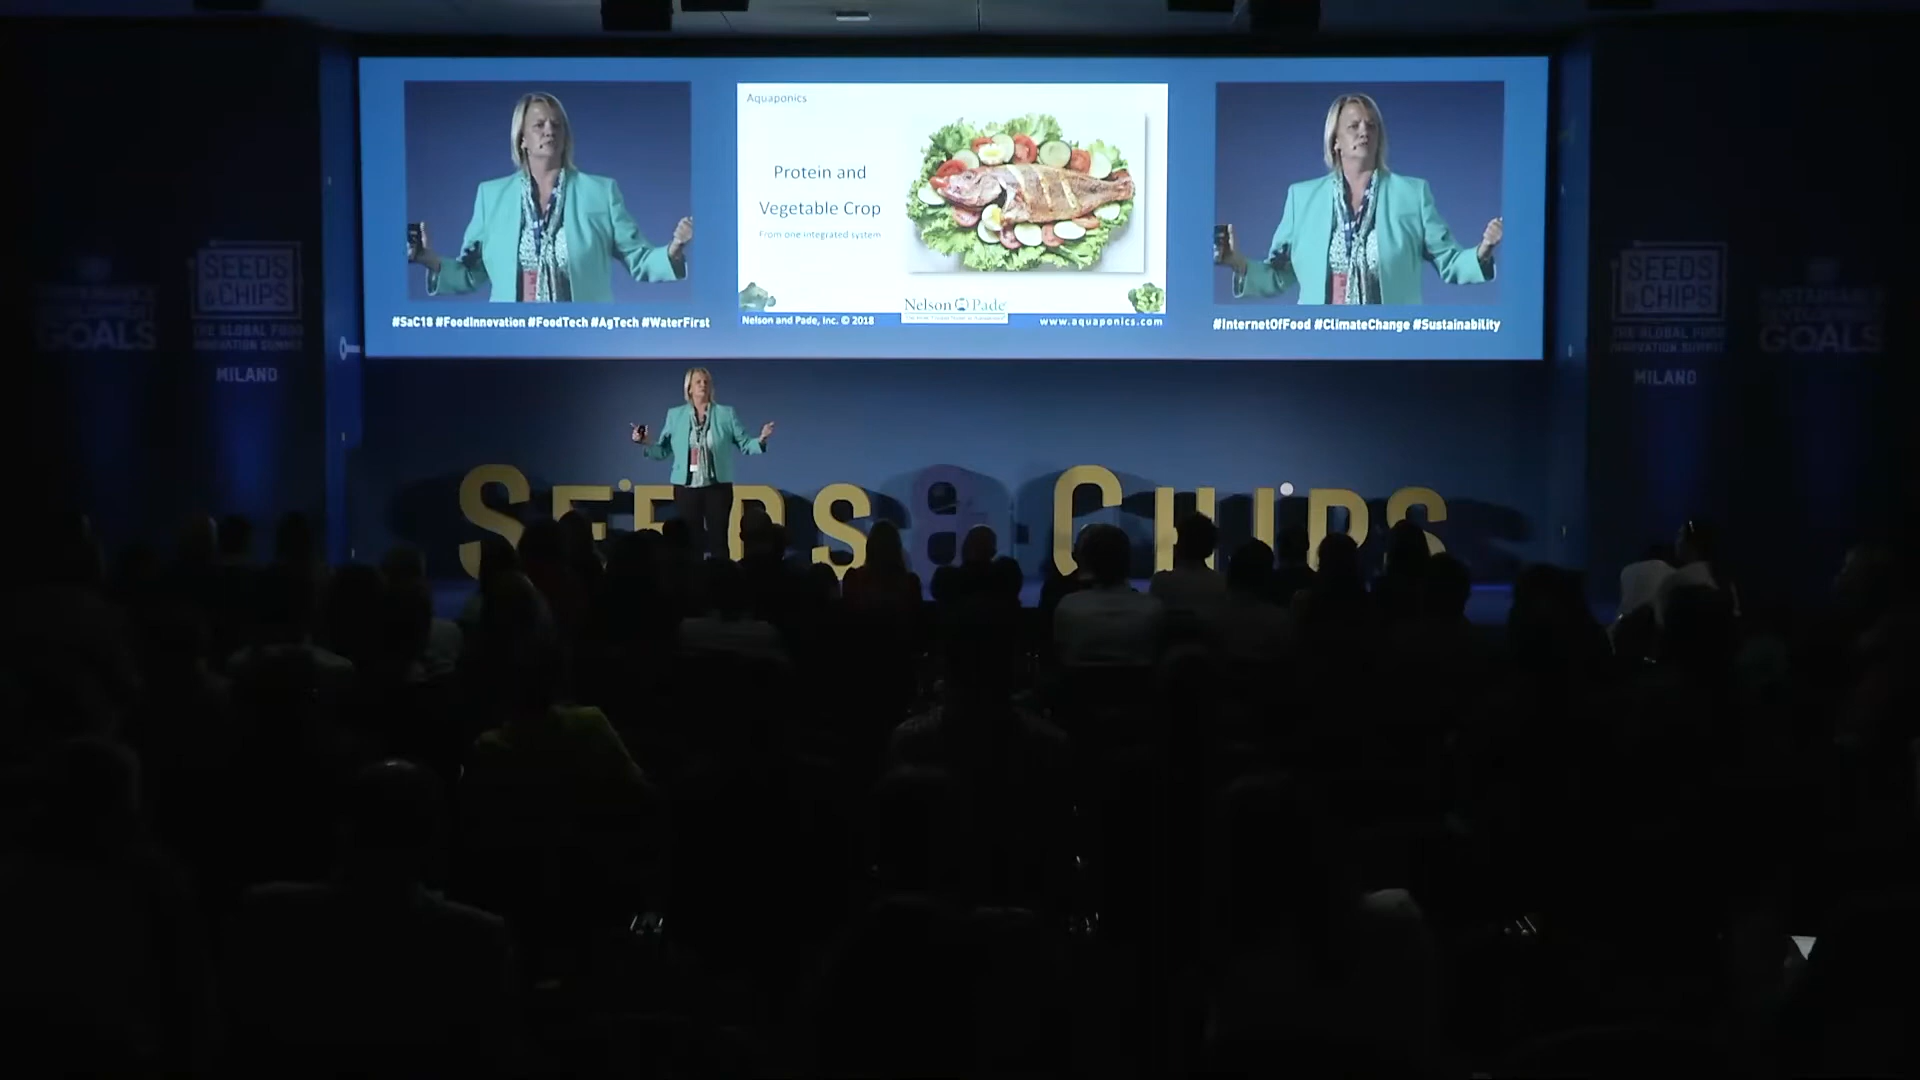 Aquaponics
Protein and
Vegetable Crop
From one integrated system
Nelson Pade
Nelson and Pade, Inc. © 2018
www.aquaponics.com
#SaC18 #FoodInnovation #FoodTech #AgTech #WaterFirst
#InternetOfFood #ClimateChange #Sustainability
SEEDS
&CHIPS
THE GLOBAL FOOD
INNOVATION SUMMIT
MILANO
GOALS
SEEDS
&CHIPS
THE GLOBAL FOOD
INNOVATION SUMMIT
MILANO
SUSTAINABLE
DEVELOPMENT
GOALS
SEEDS & CHIPS